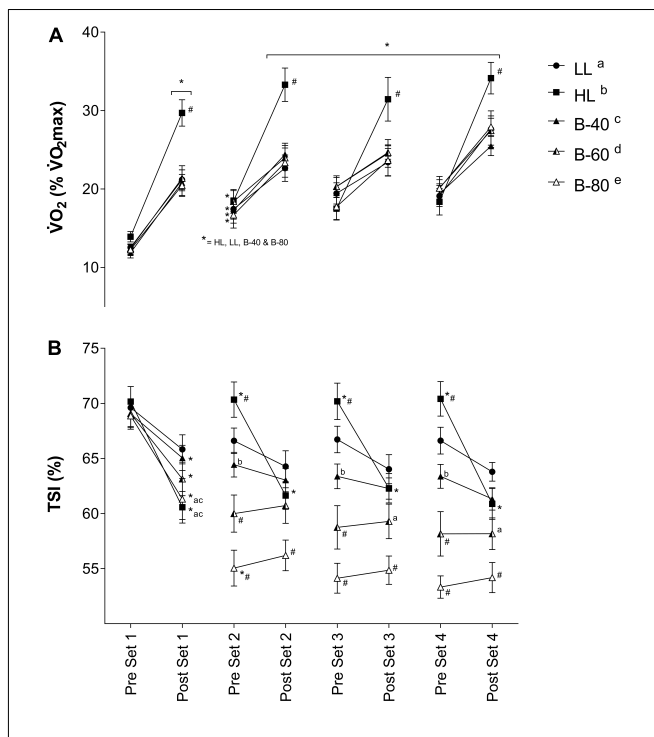 A
40
30
20
10
V̇O₂ (% V̇O₂max)
*
#
*
#
#
#
*
*
*
*
* = HL, LL, B-40 & B-80
LL a
HL b
B-40 c
B-60 d
B-80 e
B
75
70
65
60
55
TSI (%)
*
*
* ac
* ac
*#
b
#
*#
*
#
*#
b
#
#
*
a
#
*#
b
#
#
*
a
#
Pre Set 1
Post Set 1
Pre Set 2
Post Set 2
Pre Set 3
Post Set 3
Pre Set 4
Post Set 4